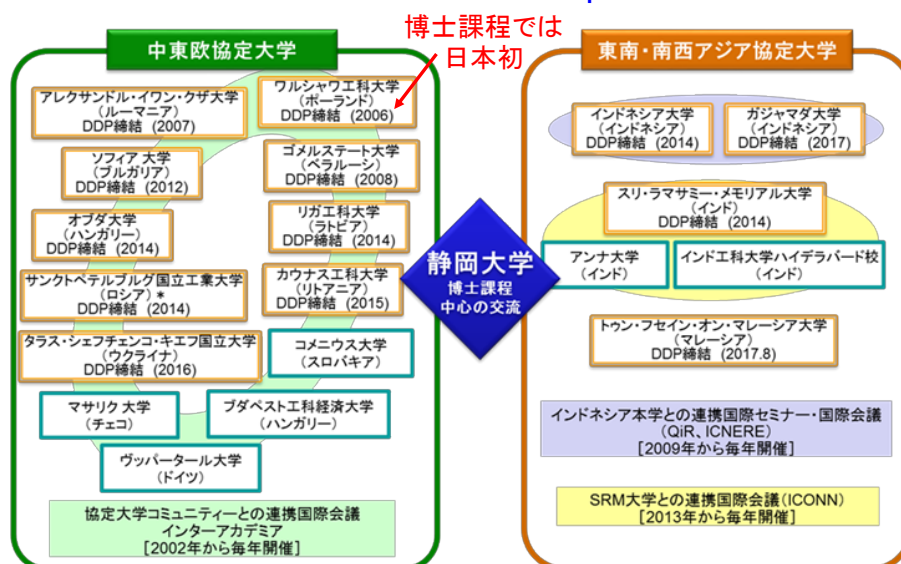 博士課程では
日本初
中東欧協定大学
アレクサンドル・イワン・クザ大学
(ルーマニア)
DDP締結 (2007)
ワルシャワ工科大学
(ポーランド)
DDP締結 (2006)
ソフィア 大学
(ブルガリア)
DDP締結 (2012)
ゴメルステート大学
(ベラルーシ)
DDP締結 (2008)
オブダ大学
(ハンガリー)
DDP締結 (2014)
リガ工科大学
(ラトビア)
DDP締結 (2014)
サンクトペテルブルグ国立工業大学
(ロシア) *
DDP締結 (2014)
カウナス工科大学
(リトアニア)
DDP締結 (2015)
タラス・シェフチェンコ・キエフ国立大学
(ウクライナ)
DDP締結 (2016)
コメニウス大学
(スロバキア)
マサリク 大学
(チェコ)
ブダペスト工科経済大学
(ハンガリー)
ヴッパータール大学
(ドイツ)
協定大学コミュニティーとの連携国際会議
インターアカデミア
[2002年から毎年開催]
静岡大学
博士課程
中心の交流
東南・南西アジア協定大学
インドネシア大学
(インドネシア)
DDP締結 (2014)
ガジャマダ大学
(インドネシア)
DDP締結 (2017)
スリ・ラマサミー・メモリアル大学
(インド)
DDP締結 (2014)
アンナ大学
(インド)
インド工科大学ハイデラバード校
(インド)
トゥン・フセイン・オン・マレーシア大学
(マレーシア)
DDP締結 (2017.8)
インドネシア本学との連携国際セミナー・国際会議
(QiR、ICNERE)
[2009年から毎年開催]
SRM大学との連携国際会議(ICONN)
[2013年から毎年開催]